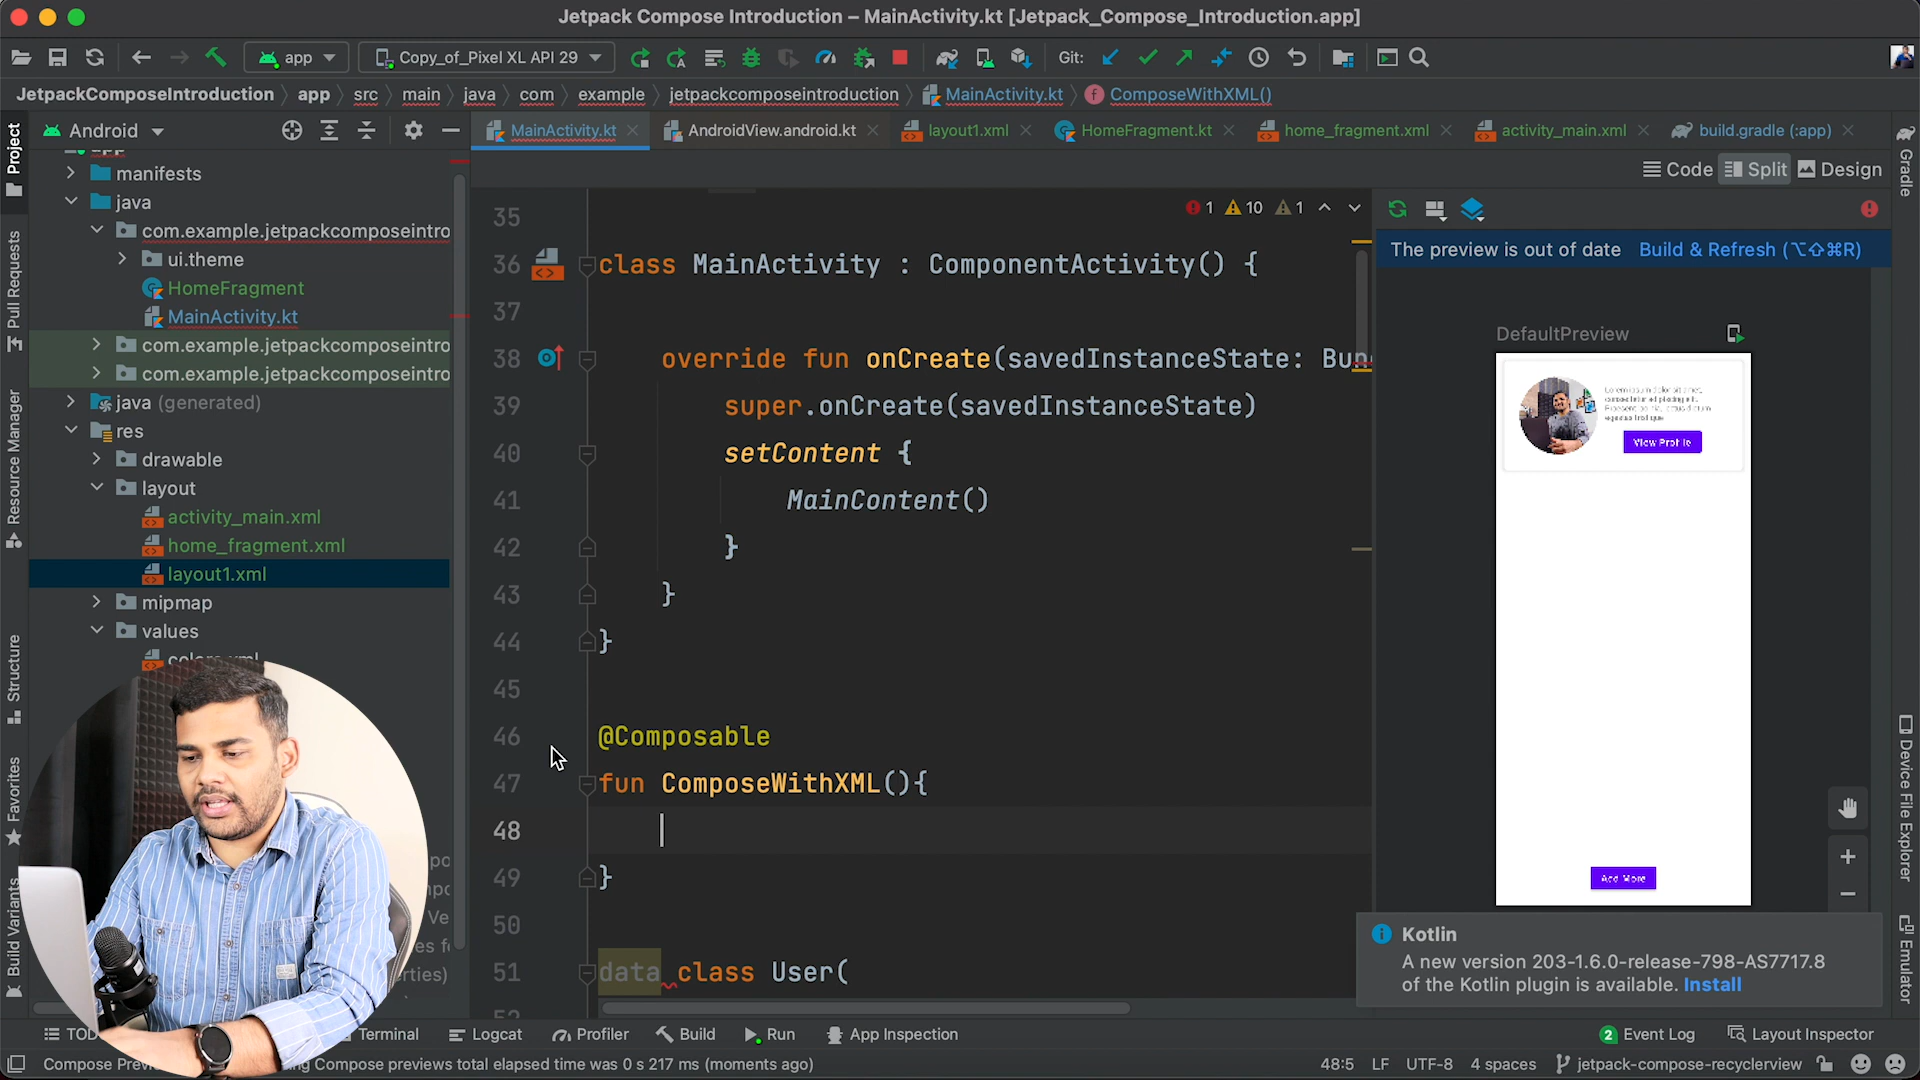 Jetpack Compose Introduction – MainActivity.kt [Jetpack_Compose_Introduction.app]
app
Copy_of_Pixel XL API 29
Git:
JetpackComposeIntroduction
app
src
main
java
com
example
jetpackcomposeintroduction
MainActivity.kt
ComposeWithXML()
Android
MainActivity.kt
AndroidView.android.kt
layout1.xml
HomeFragment.kt
home_fragment.xml
activity_main.xml
build.gradle (:app)
Code
Split
Design
Project
Pull Requests
Resource Manager
Structure
Favorites
Build Variants
app
manifests
java
com.example.jetpackcomposeintro
ui.theme
HomeFragment
MainActivity.kt
com.example.jetpackcomposeintro
com.example.jetpackcomposeintro
java (generated)
res
drawable
layout
activity_main.xml
home_fragment.xml
layout1.xml
mipmap
values
colors.xml
1 10 1
35
36 class MainActivity : ComponentActivity() {
37
38 override fun onCreate(savedInstanceState: Bun
39 super.onCreate(savedInstanceState)
40 setContent {
41 MainContent()
42 }
43 }
44 }
45
46 @Composable
47 fun ComposeWithXML(){
48
49 }
50
51 data class User(
52
The preview is out of date Build & Refresh (⌥⇧⌘R)
DefaultPreview
View Profile
Add More
Kotlin
A new version 203-1.6.0-release-798-AS7717.8
of the Kotlin plugin is available. Install
Gradle
Device File Explorer
Emulator
Terminal
Logcat
Profiler
Build
Run
App Inspection
2 Event Log
Layout Inspector
Compose previews total elapsed time was 0 s 217 ms (moments ago)
48:5
LF
UTF-8
4 spaces
jetpack-compose-recyclerview